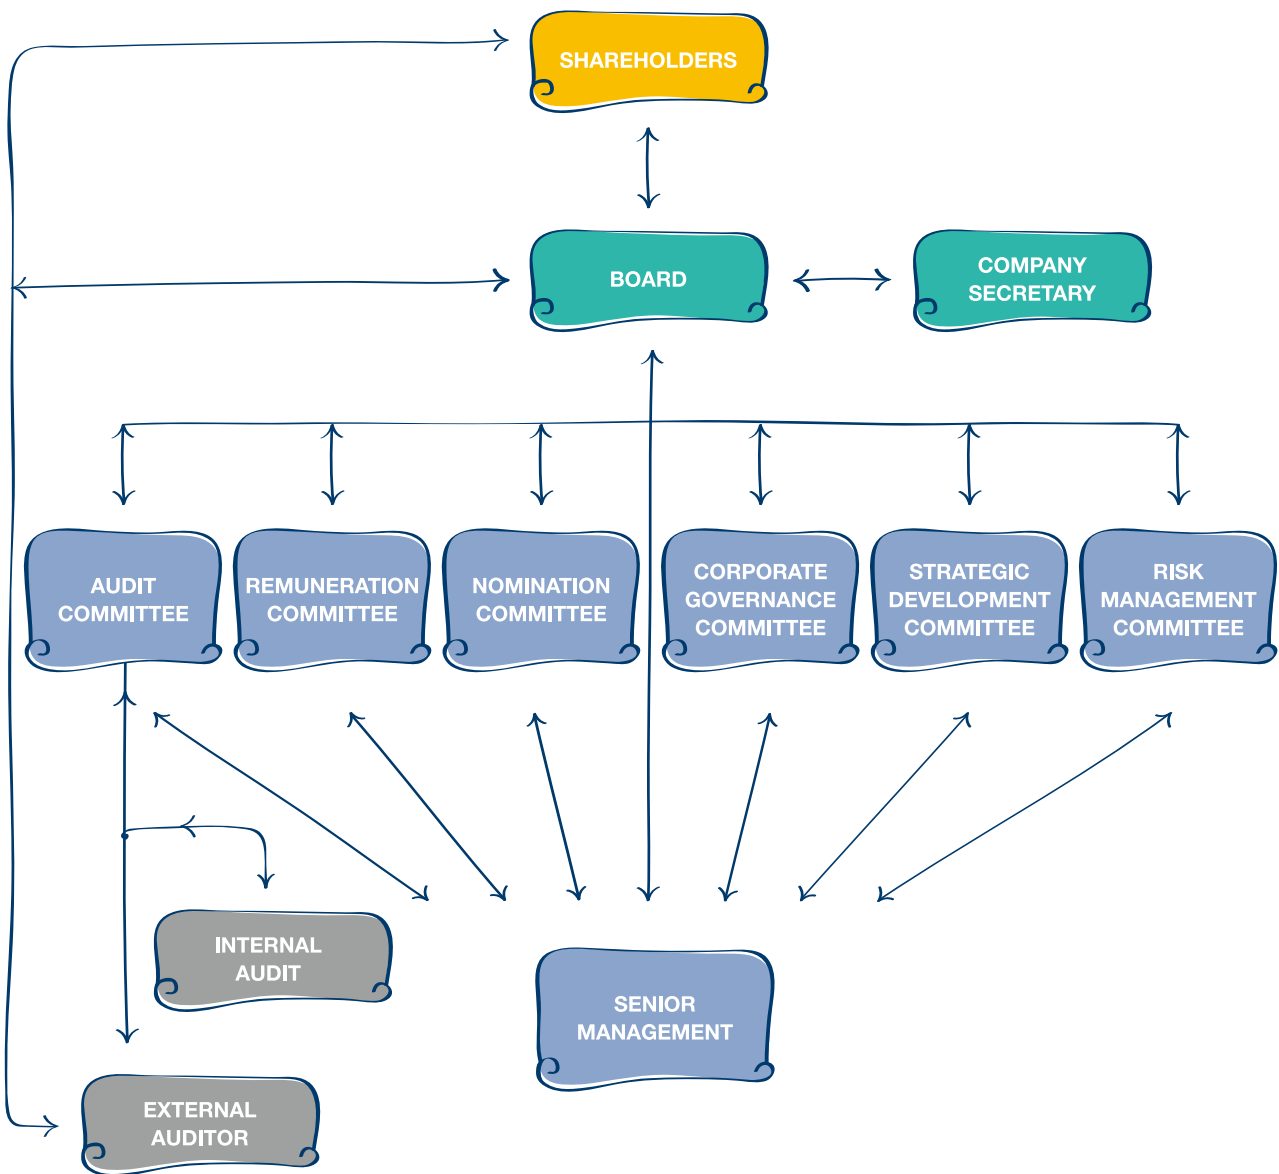 SHAREHOLDERS
BOARD
COMPANY
SECRETARY
AUDIT
COMMITTEE
REMUNERATION
COMMITTEE
NOMINATION
COMMITTEE
CORPORATE
GOVERNANCE
COMMITTEE
STRATEGIC
DEVELOPMENT
COMMITTEE
RISK
MANAGEMENT
COMMITTEE
INTERNAL
AUDIT
SENIOR
MANAGEMENT
EXTERNAL
AUDITOR